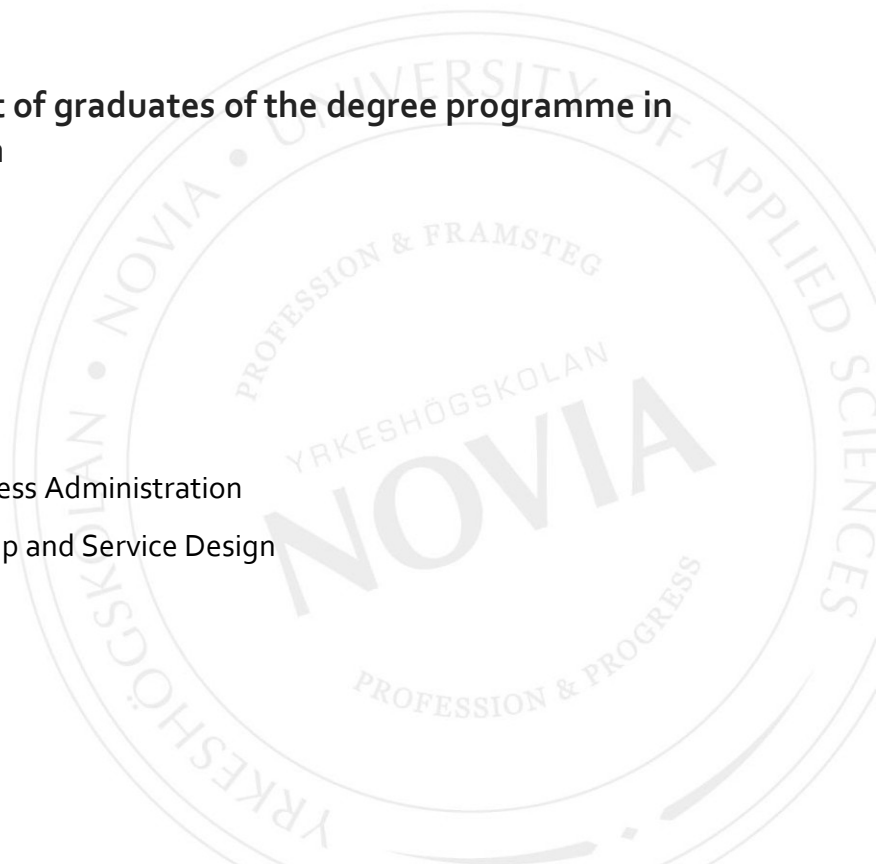 t of graduates of the degree programme in
ess Administration
p and Service Design
YRKESHÖGSKOLAN • NOVIA • UNIVERSITY OF APPLIED SCIENCES
PROFESSION & FRAMSTEG
YRKESHÖGSKOLAN
NOVIA
PROFESSION & PROGRESS